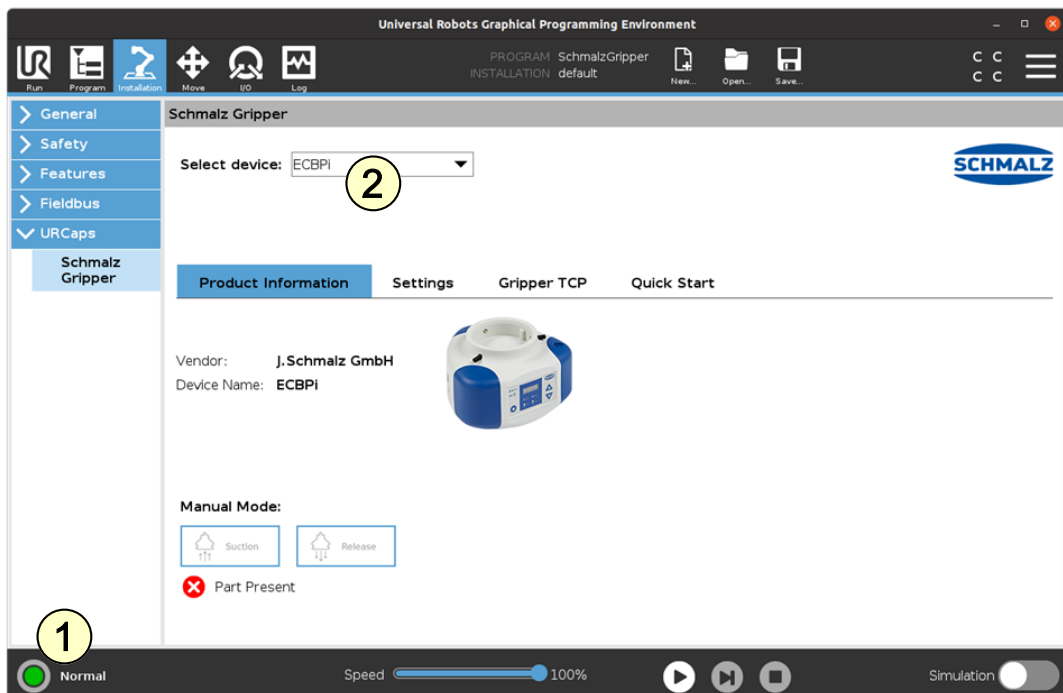 Universal Robots Graphical Programming Environment
UR
Run
Program
Installation
Move
I/O
Log
PROGRAM SchmalzGripper
INSTALLATION default
New...
Open...
Save...
C C
C C
General
Safety
Features
Fieldbus
URCaps
Schmalz
Gripper
Schmalz Gripper
Select device: ECBPi
2
SCHMALZ
Product Information
Settings
Gripper TCP
Quick Start
Vendor: J.Schmalz GmbH
Device Name: ECBPi
Manual Mode:
Suction
Release
Part Present
1
Normal
Speed
100%
Simulation